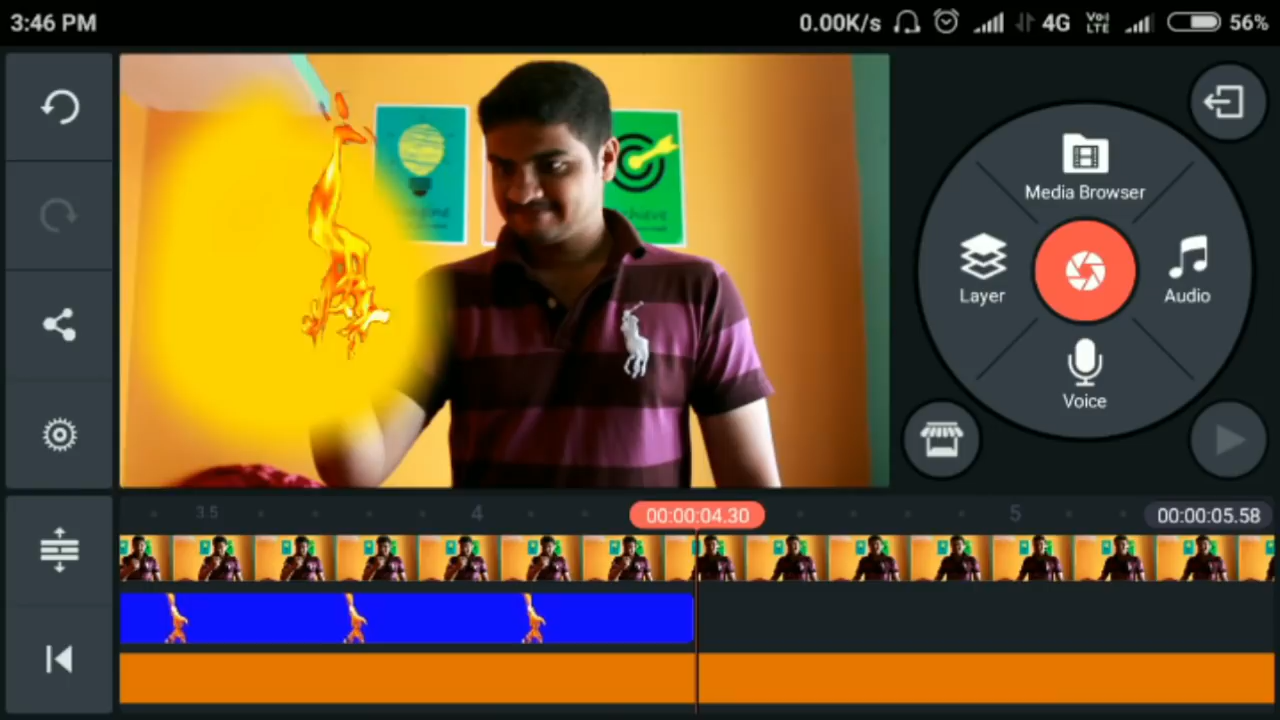 3:46 PM
0.00K/s 4G Vo) LTE 56%
Media Browser
Layer
Audio
Voice
achieve
3.5
4
00:00:04.30
5
00:00:05.58